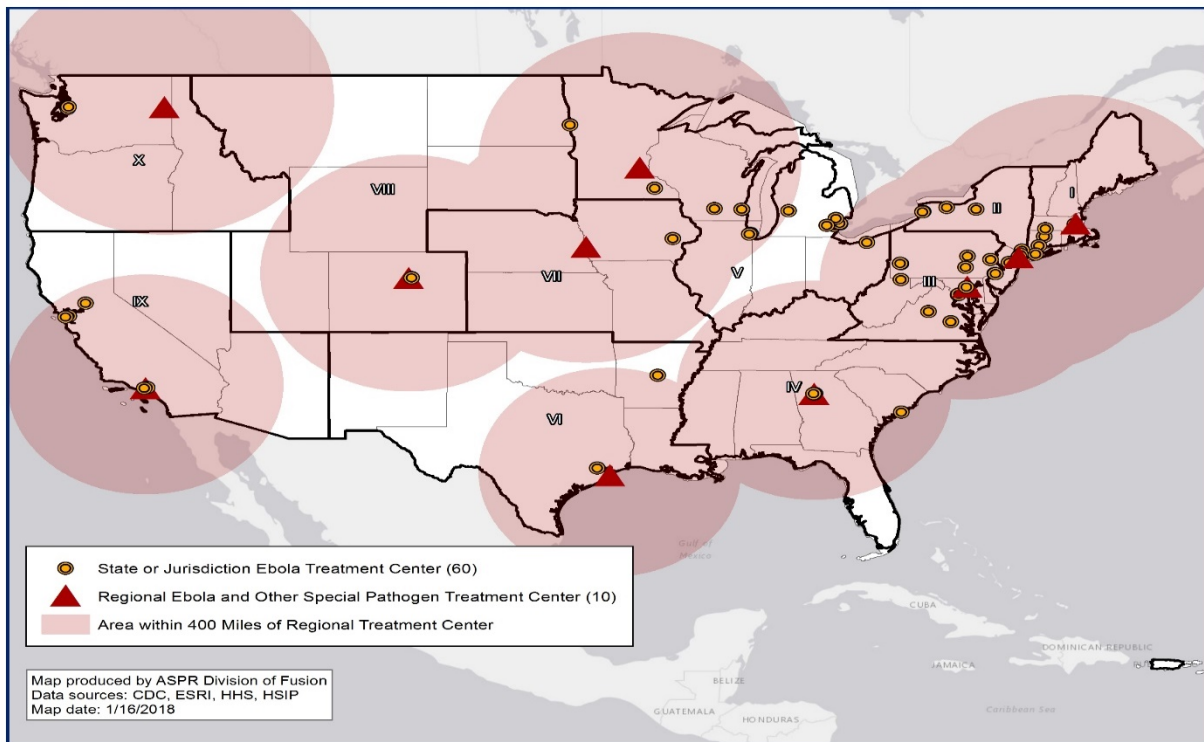 X
VIII
I
II
V
VII
III
IX
IV
VI
Gulf of
Mexico
State or Jurisdiction Ebola Treatment Center (60)
Regional Ebola and Other Special Pathogen Treatment Center (10)
Area within 400 Miles of Regional Treatment Center
CUBA
DOMINICAN REPUBLIC
JAMAICA
Map produced by ASPR Division of Fusion
Data sources: CDC, ESRI, HHS, HSIP
Map date: 1/16/2018
BELIZE
GUATEMALA
HONDURAS
Caribbean Sea